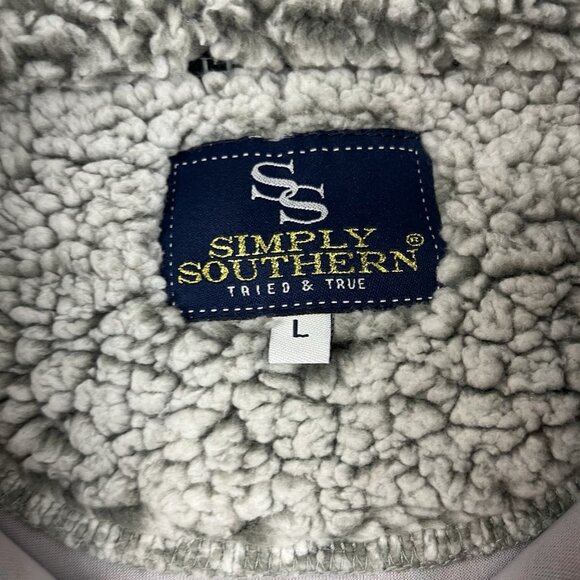 SS
SIMPLY
SOUTHERN®
TRIED & TRUE
L